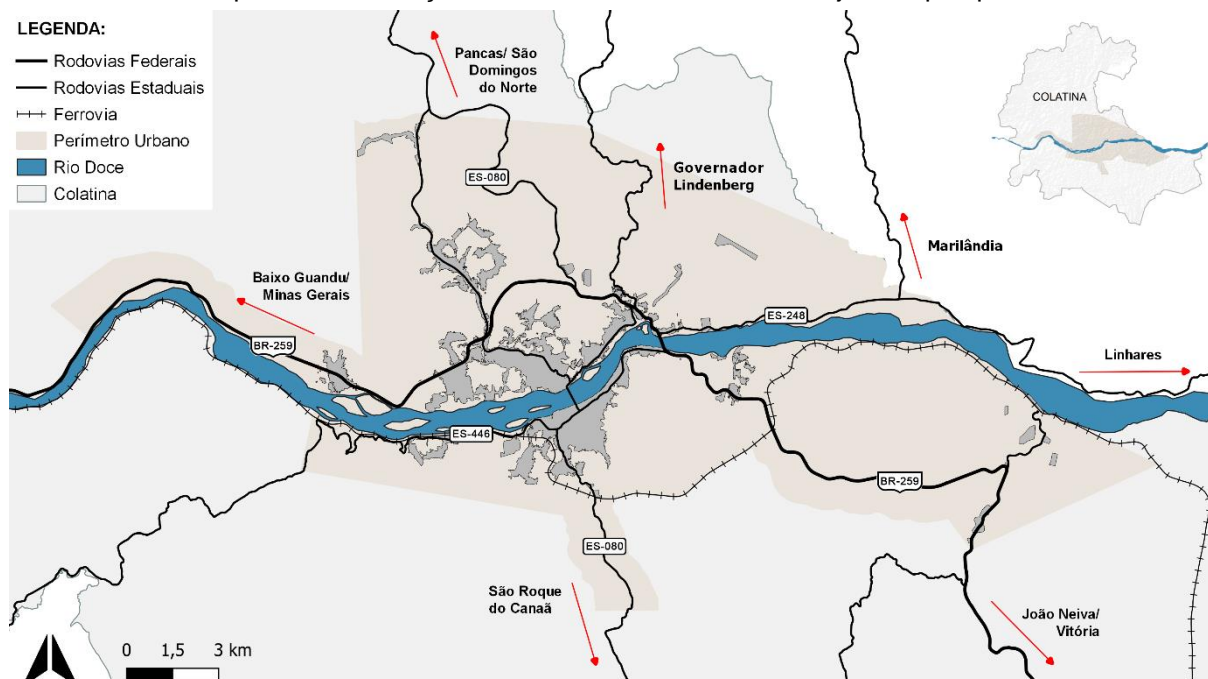 LEGENDA:
Rodovias Federais
Rodovias Estaduais
Ferrovia
Perímetro Urbano
Rio Doce
Colatina
Pancas/ São
Domingos
do Norte
ES-080
Governador
Lindenberg
COLATINA
Marilândia
Baixo Guandu/
Minas Gerais
BR-259
ES-248
Linhares
ES-446
BR-259
ES-080
São Roque
do Canaã
João Neiva/
Vitória
0 1,5 3 km